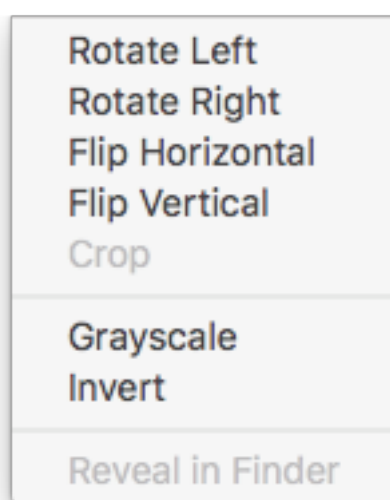 Rotate Left
Rotate Right
Flip Horizontal
Flip Vertical
Crop
Grayscale
Invert
Reveal in Finder